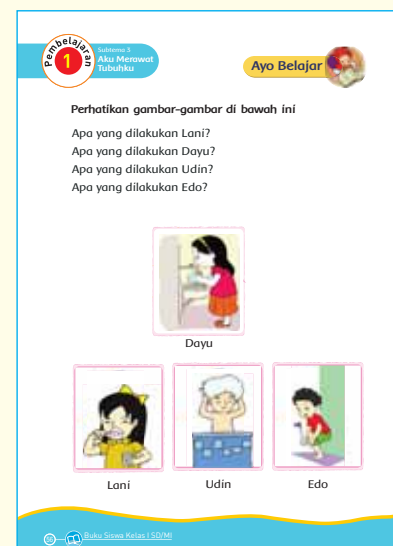 Pembelajaran
1
Subtema 3
Aku Merawat
Tubuhku
Ayo Belajar
Perhatikan gambar-gambar di bawah ini
Apa yang dilakukan Lani?
Apa yang dilakukan Dayu?
Apa yang dilakukan Udin?
Apa yang dilakukan Edo?
Dayu
Lani
Udin
Edo
56
Buku Siswa Kelas I SD/MI